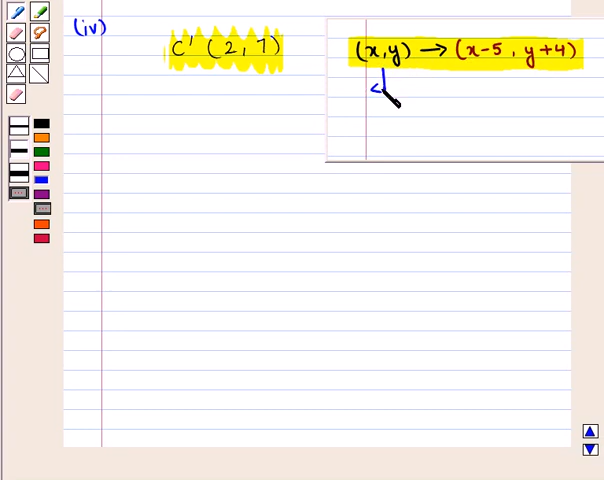 (iv)
C' (2, 7)
(x,y) → (x-5, y+4)